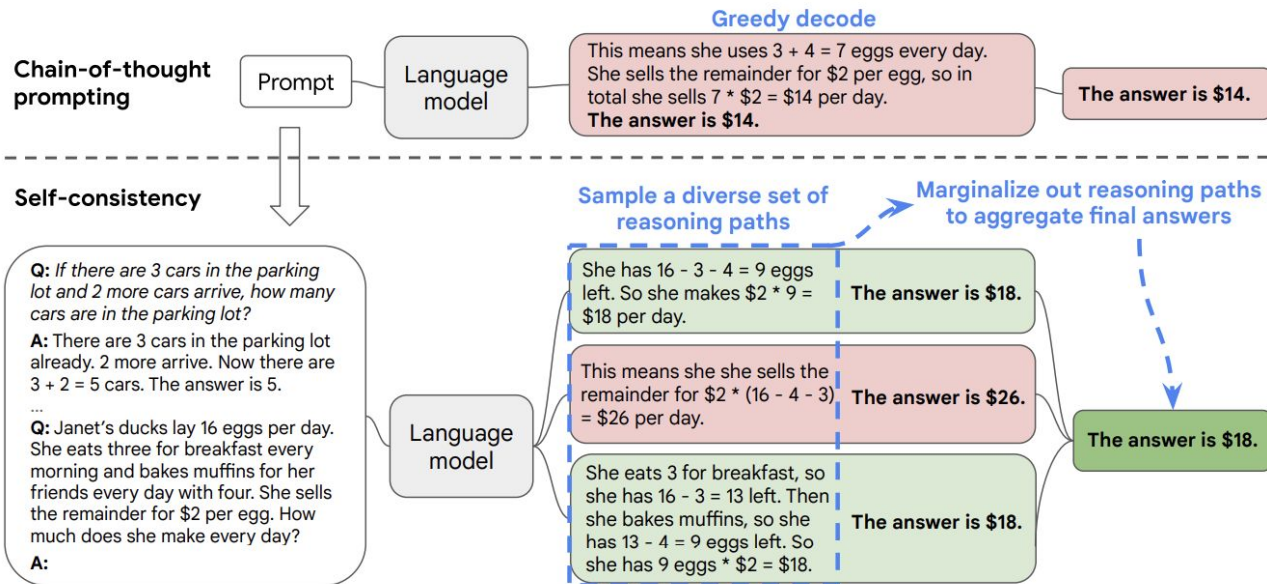 Greedy decode
Chain-of-thought
prompting
Prompt
Language
model
This means she uses 3 + 4 = 7 eggs every day.
She sells the remainder for $2 per egg, so in
total she sells 7 * $2 = $14 per day.
The answer is $14.
The answer is $14.
Self-consistency
Sample a diverse set of
reasoning paths
Marginalize out reasoning paths
to aggregate final answers
Q: If there are 3 cars in the parking
lot and 2 more cars arrive, how many
cars are in the parking lot?
A: There are 3 cars in the parking lot
already. 2 more arrive. Now there are
3 + 2 = 5 cars. The answer is 5.
...
Q: Janet's ducks lay 16 eggs per day.
She eats three for breakfast every
morning and bakes muffins for her
friends every day with four. She sells
the remainder for $2 per egg. How
much does she make every day?
A:
Language
model
She has 16 - 3 - 4 = 9 eggs
left. So she makes $2 * 9 =
$18 per day.
The answer is $18.
This means she she sells the
remainder for $2 * (16 - 4 - 3)
= $26 per day.
The answer is $26.
She eats 3 for breakfast, so
she has 16 - 3 = 13 left. Then
she bakes muffins, so she
has 13 - 4 = 9 eggs left. So
she has 9 eggs * $2 = $18.
The answer is $18.
The answer is $18.